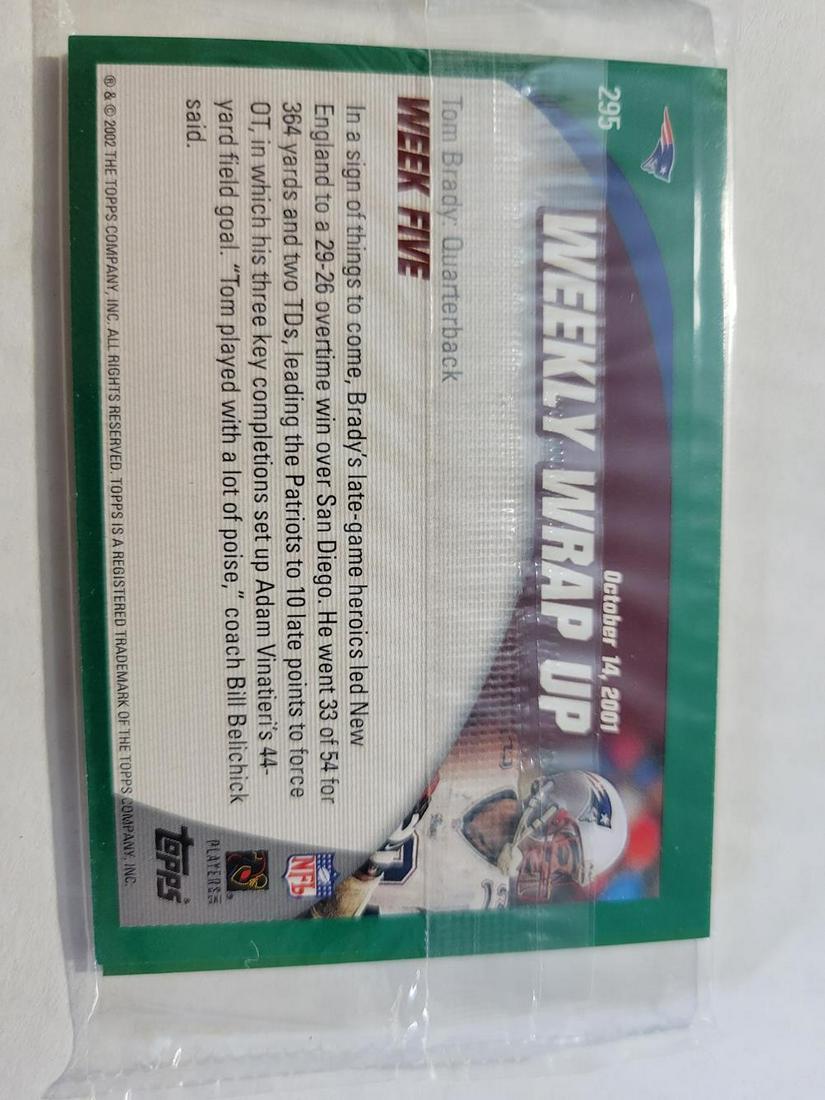 295
October 14, 2001
WEEKLY WRAP UP
Tom Brady: Quarterback
WEEK FIVE
In a sign of things to come, Brady's late-game heroics led New
England to a 29-26 overtime win over San Diego. He went 33 of 54 for
364 yards and two TDs, leading the Patriots to 10 late points to force
OT, in which his three key completions set up Adam Vinatieri's 44-
yard field goal. "Tom played with a lot of poise," coach Bill Belichick
said.
NFL
PLAYERS INC
Topps
® & © 2002 THE TOPPS COMPANY, INC. ALL RIGHTS RESERVED. TOPPS IS A REGISTERED TRADEMARK OF THE TOPPS COMPANY, INC.